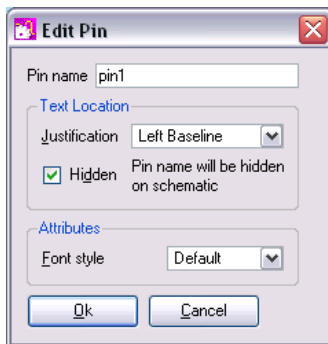 Edit Pin
Pin name pin1
Text Location
Justification Left Baseline
Hidden Pin name will be hidden
on schematic
Attributes
Font style Default
Ok Cancel